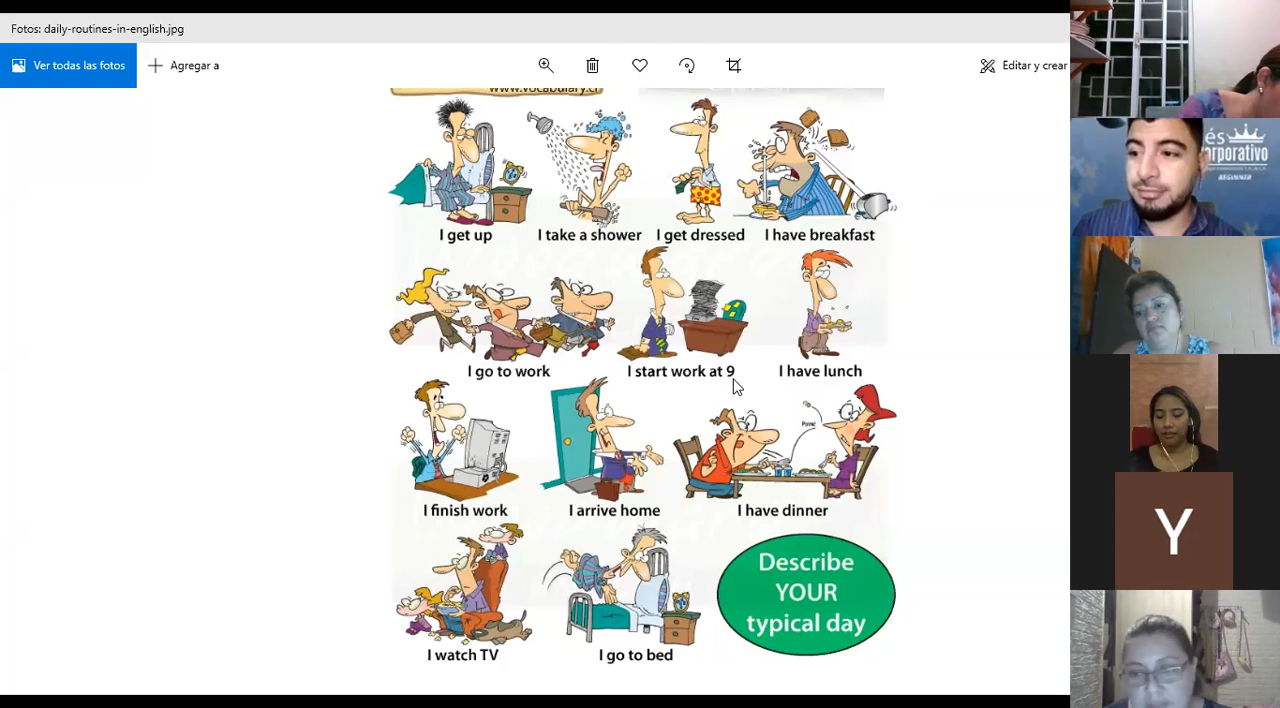 Fotos: daily-routines-in-english.jpg
Ver todas las fotos
Agregar a
Editar y crear
www.vocabulary.cl
I get up
I take a shower
I get dressed
I have breakfast
I go to work
I start work at 9
I have lunch
Point!
I finish work
I arrive home
I have dinner
I watch TV
I go to bed
Describe
YOUR
typical day
és
orporativo
BEGINNER
Y